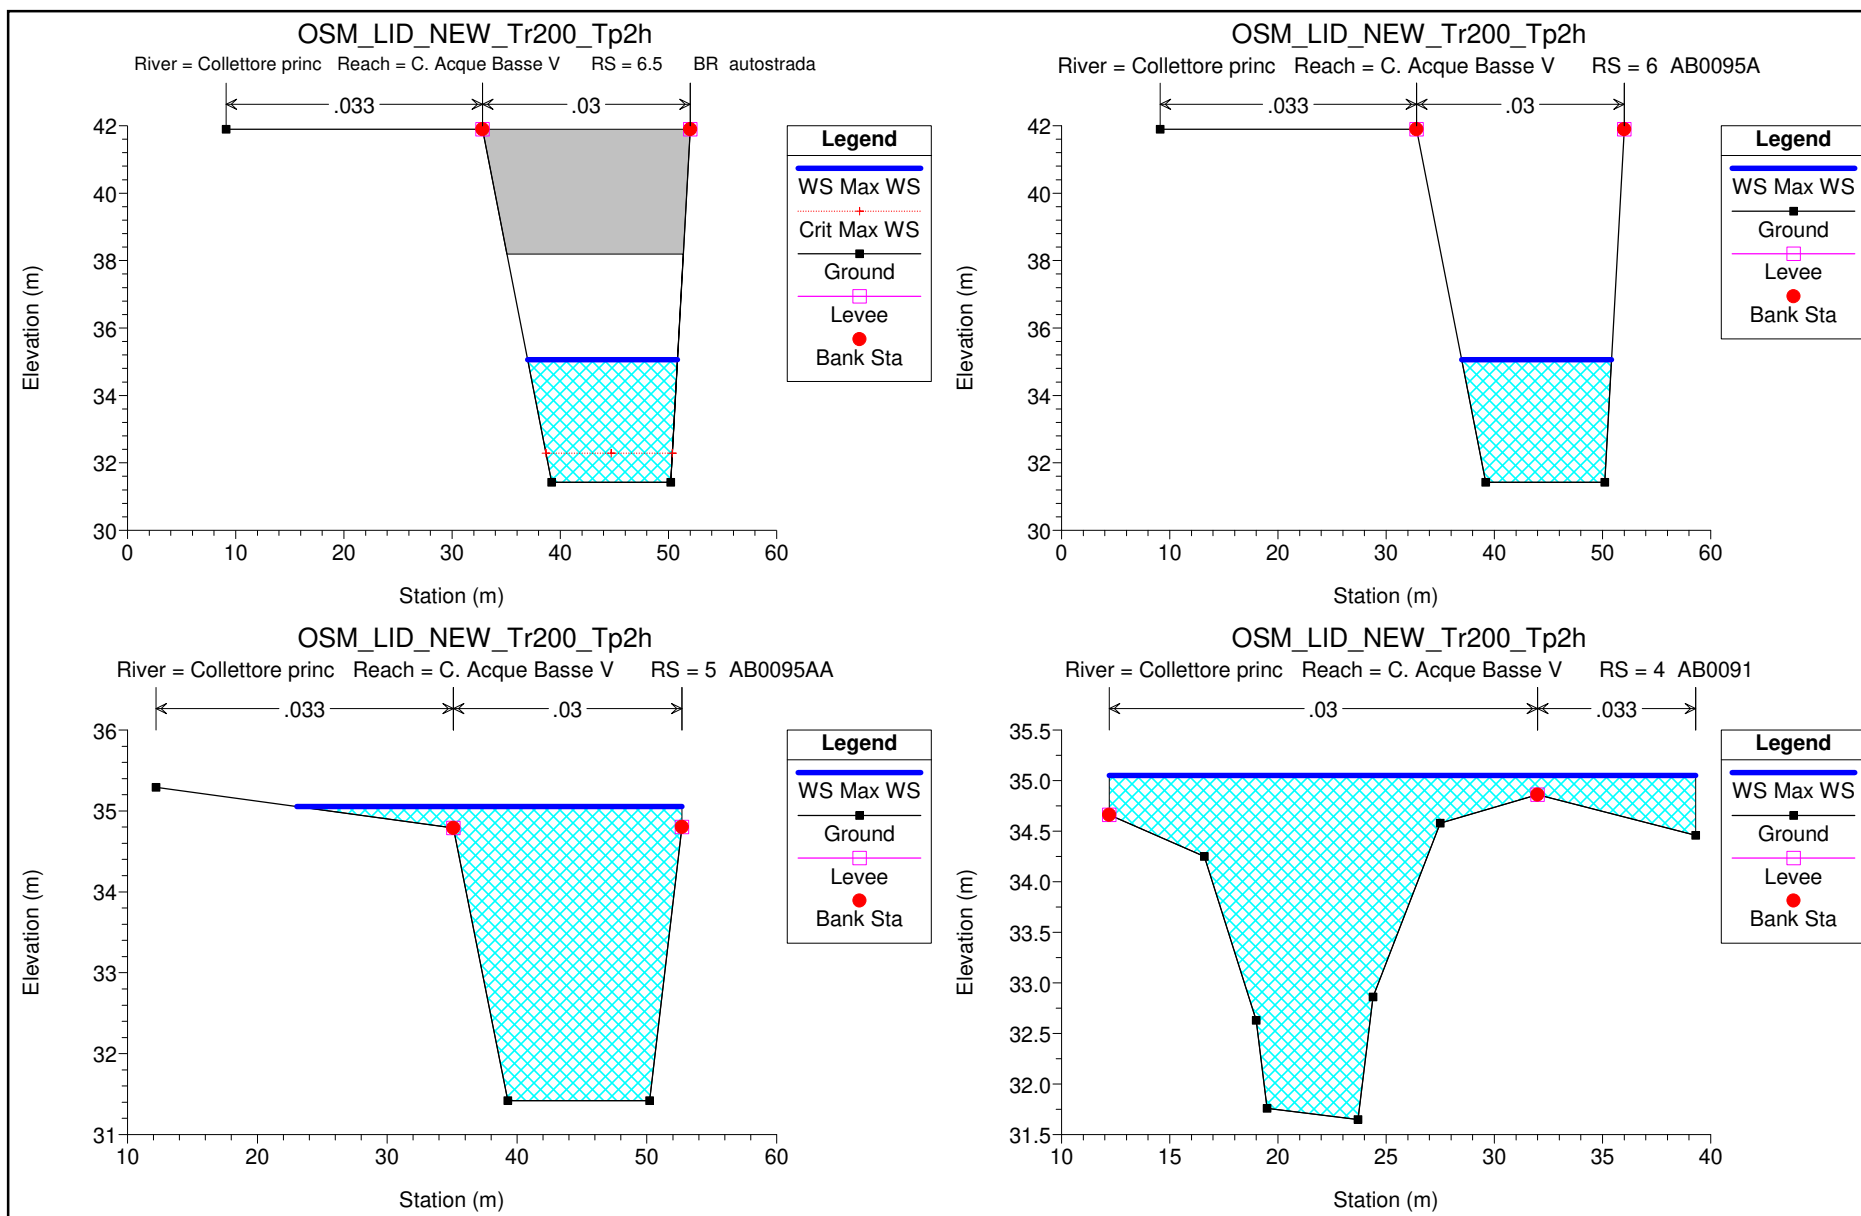 OSM_LID_NEW_Tr200_Tp2h
River = Collettore princ Reach = C. Acque Basse V RS = 6.5 BR autostrada
.033 .03
42
40
38
36
34
32
30
0 10 20 30 40 50 60
Elevation (m)
Station (m)
Legend
WS Max WS
Crit Max WS
Ground
Levee
Bank Sta
OSM_LID_NEW_Tr200_Tp2h
River = Collettore princ Reach = C. Acque Basse V RS = 6 AB0095A
.033 .03
42
40
38
36
34
32
30
0 10 20 30 40 50 60
Elevation (m)
Station (m)
Legend
WS Max WS
Ground
Levee
Bank Sta
OSM_LID_NEW_Tr200_Tp2h
River = Collettore princ Reach = C. Acque Basse V RS = 5 AB0095AA
.033 .03
36
35
34
33
32
31
10 20 30 40 50 60
Elevation (m)
Station (m)
Legend
WS Max WS
Ground
Levee
Bank Sta
OSM_LID_NEW_Tr200_Tp2h
River = Collettore princ Reach = C. Acque Basse V RS = 4 AB0091
.03 .033
35.5
35.0
34.5
34.0
33.5
33.0
32.5
32.0
31.5
10 15 20 25 30 35 40
Elevation (m)
Station (m)
Legend
WS Max WS
Ground
Levee
Bank Sta